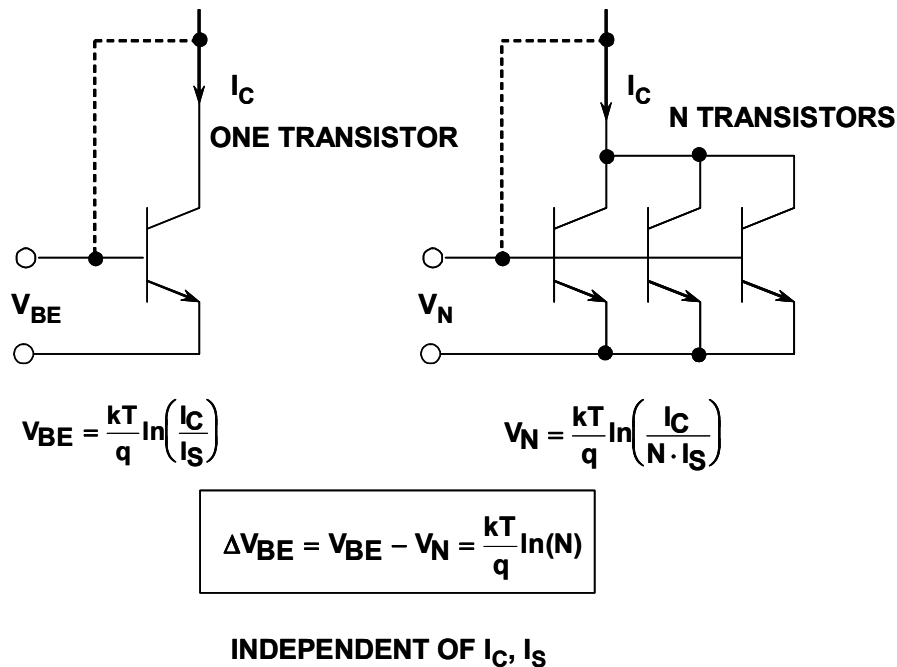 I_C I_C
ONE TRANSISTOR N TRANSISTORS
V_BE V_N
V_BE = kT/q ln(I_C/I_S) V_N = kT/q ln(I_C/(N · I_S))
ΔV_BE = V_BE − V_N = kT/q ln(N)
INDEPENDENT OF I_C, I_S